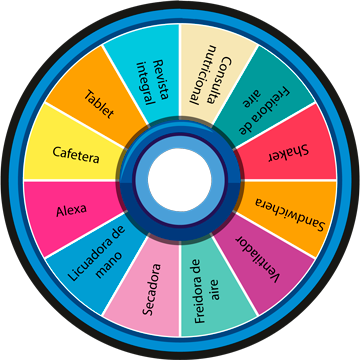 Consulta
nutricional
Freidora de
aire
Shaker
Sandwichera
Ventilador
Freidora de
aire
Secadora
Licuadora de
mano
Alexa
Cafetera
Tablet
Revista
integral